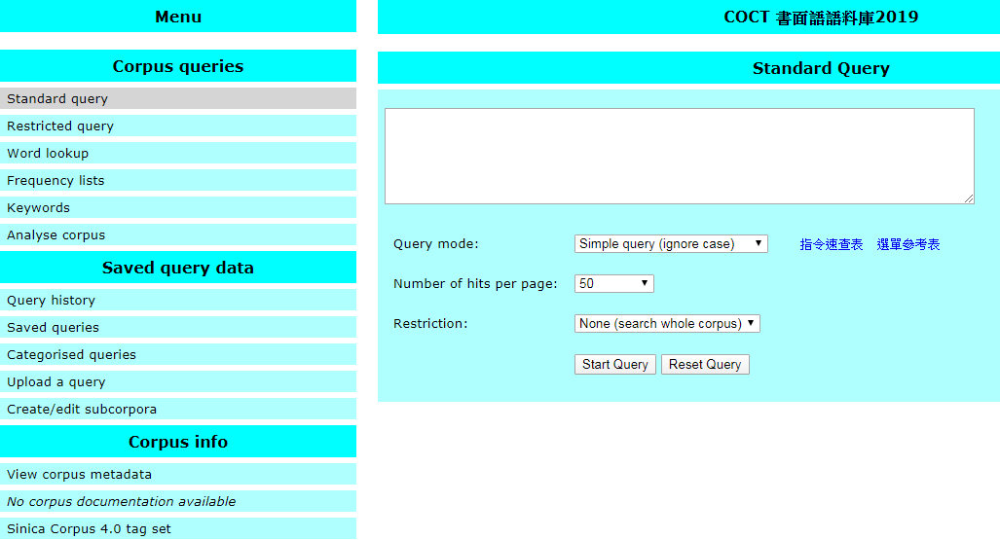 Menu
Corpus queries
Standard query
Restricted query
Word lookup
Frequency lists
Keywords
Analyse corpus
Saved query data
Query history
Saved queries
Categorised queries
Upload a query
Create/edit subcorpora
Corpus info
View corpus metadata
No corpus documentation available
Sinica Corpus 4.0 tag set
COCT 書面語語料庫2019
Standard Query
Query mode: Simple query (ignore case) 指令速查表 選單參考表
Number of hits per page: 50
Restriction: None (search whole corpus)
Start Query Reset Query